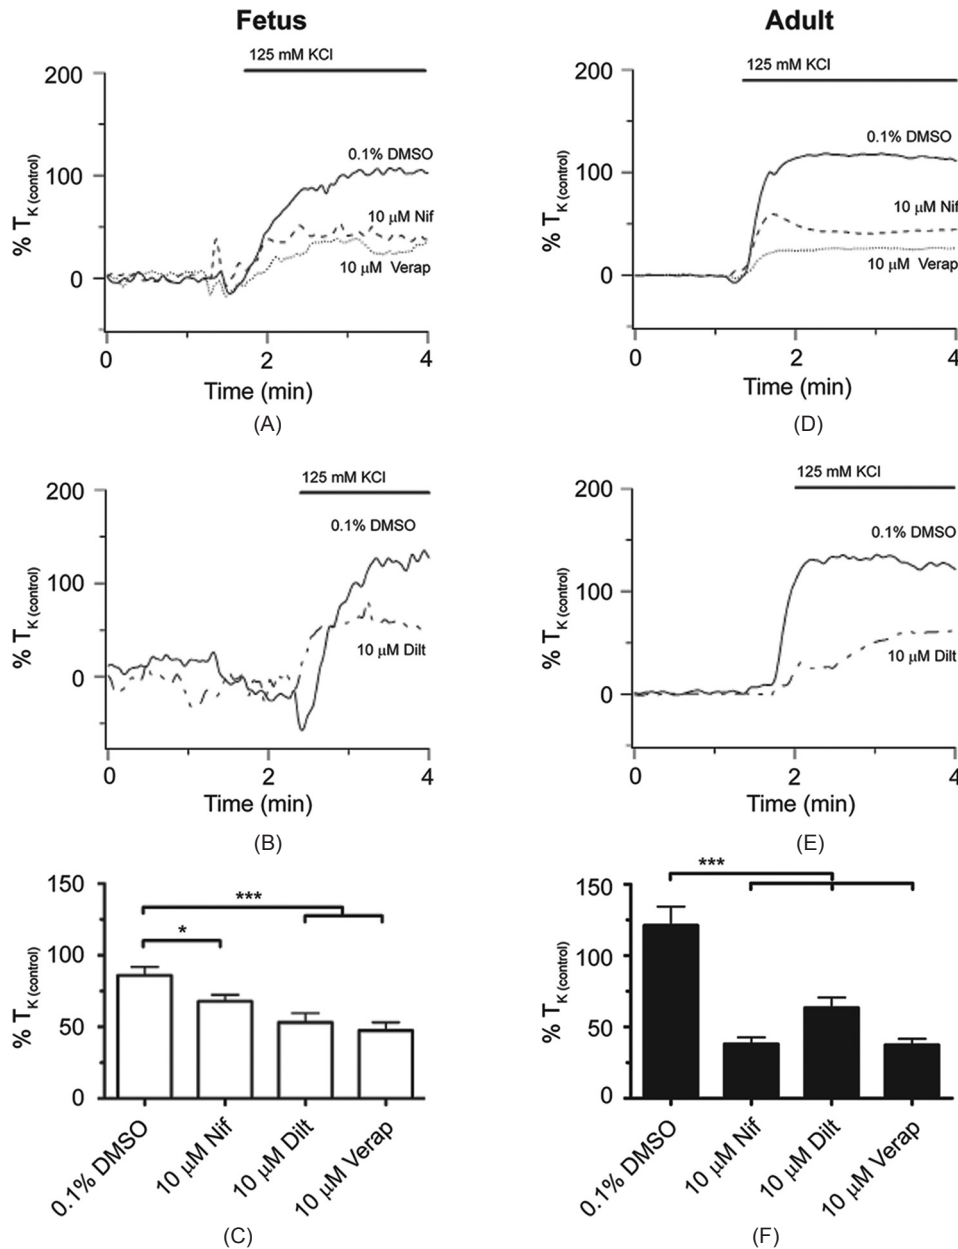 Fetus
125 mM KCl
200
100
0
% T K (control)
0.1% DMSO
10 μM Nif
10 μM Verap
0
2
4
Time (min)
(A)
Adult
125 mM KCl
200
100
0
% T K (control)
0.1% DMSO
10 μM Nif
10 μM Verap
0
2
4
Time (min)
(D)
125 mM KCl
200
100
0
% T K (control)
0.1% DMSO
10 μM Dilt
0
2
4
Time (min)
(B)
125 mM KCl
200
100
0
% T K (control)
0.1% DMSO
10 μM Dilt
0
2
4
Time (min)
(E)
150
100
50
0
% T K (control)
***
*
0.1% DMSO
10 μM Nif
10 μM Dilt
10 μM Verap
(C)
150
100
50
0
% T K (control)
***
0.1% DMSO
10 μM Nif
10 μM Dilt
10 μM Verap
(F)